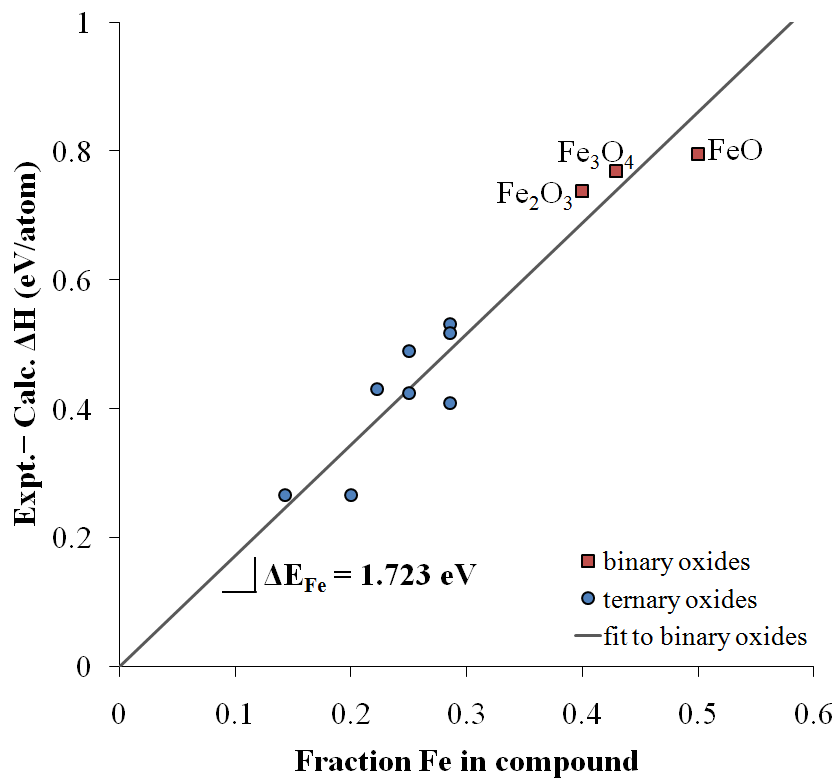 1
0.8
0.6
0.4
0.2
0
Expt.– Calc. ΔH (eV/atom)
Fe₃O₄
FeO
Fe₂O₃
ΔE_Fe = 1.723 eV
binary oxides
ternary oxides
fit to binary oxides
0 0.1 0.2 0.3 0.4 0.5 0.6
Fraction Fe in compound